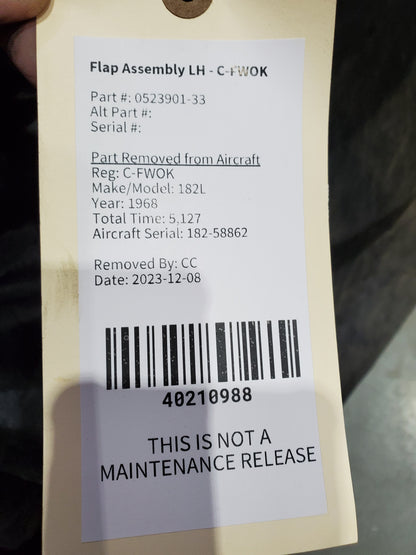 Flap Assembly LH - C-FWOK
Part #: 0523901-33
Alt Part #:
Serial #:
Part Removed from Aircraft
Reg: C-FWOK
Make/Model: 182L
Year: 1968
Total Time: 5,127
Aircraft Serial: 182-58862
Removed By: CC
Date: 2023-12-08
40210988
THIS IS NOT A
MAINTENANCE RELEASE